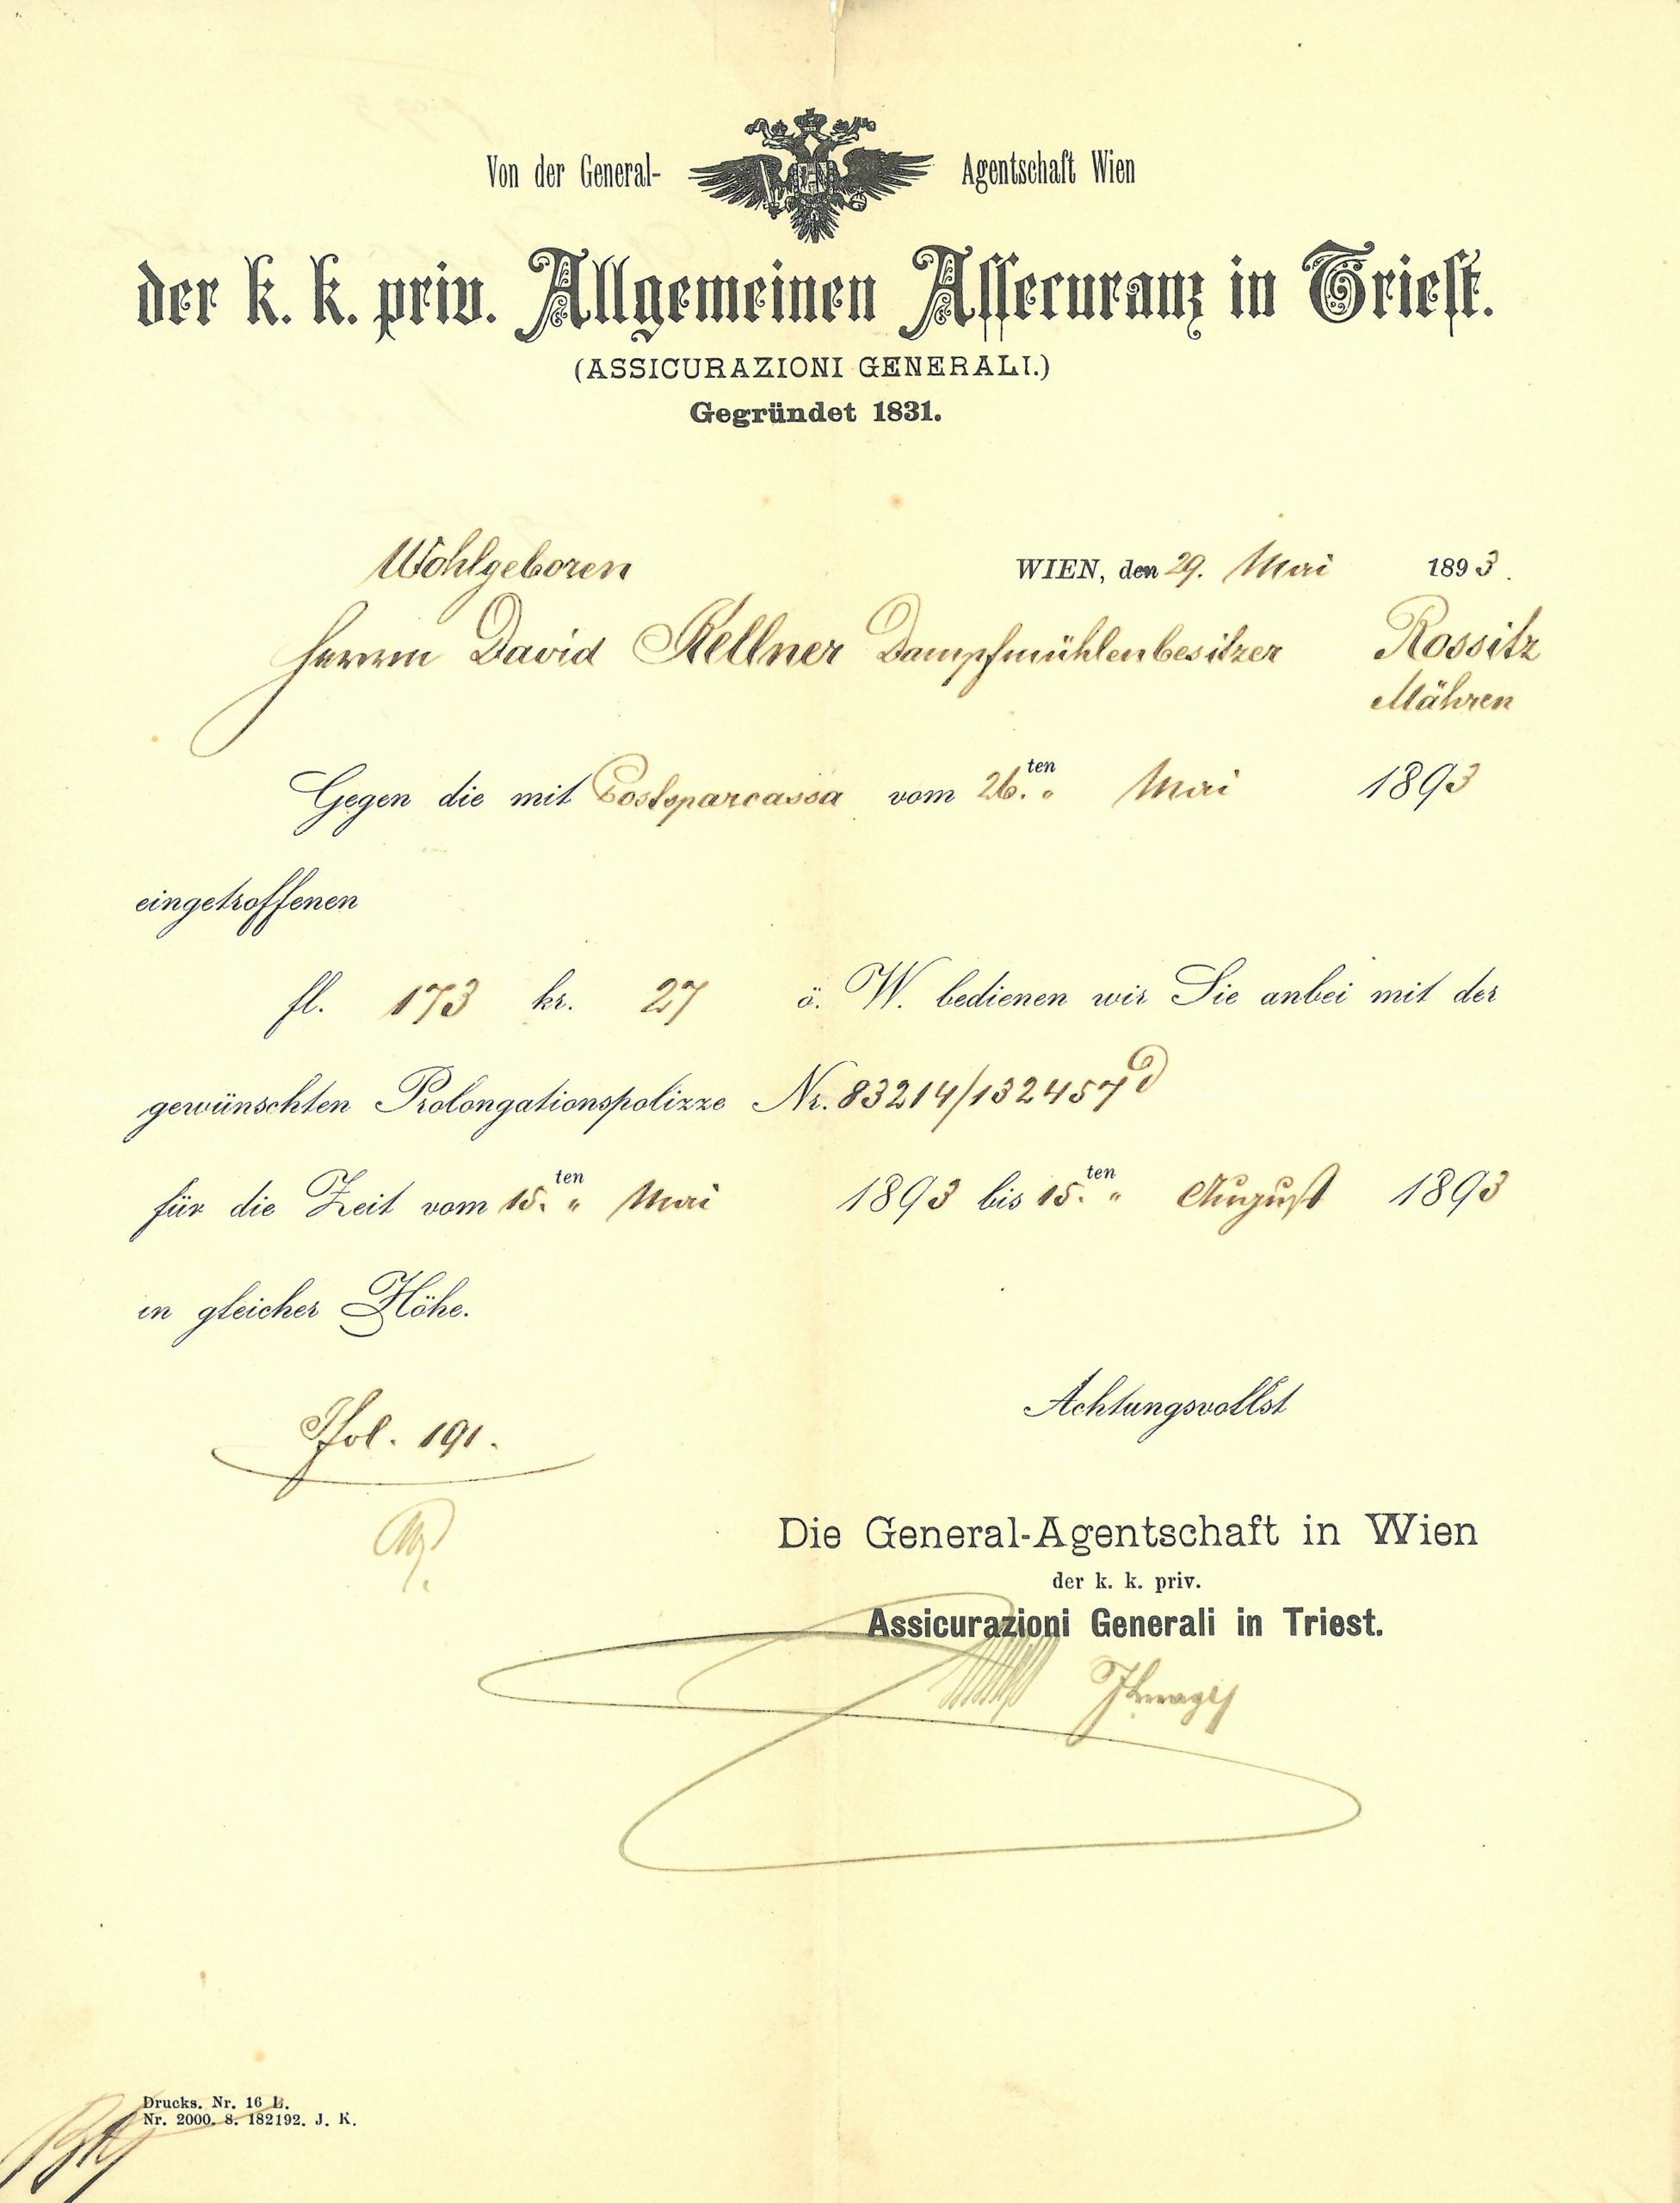 Von der General- Agentschaft Wien
der k. k. priv. Allgemeinen Assecuranz in Triest.
(ASSICURAZIONI GENERALI.)
Gegründet 1831.
Wohlgeboren WIEN, den 29. Mai 1893.
Herrn David Kellner Dampfmühlenbesitzer Rossitz
Mähren
Gegen die mit Postsparcassa vom 26.ten Mai 1893
eingetroffenen
fl. 173 kr. 27 ö. W. bedienen wir Sie anbei mit der
gewünschten Prolongationspolizze Nr. 83214/132457
für die Zeit vom 15.ten Mai 1893 bis 15.ten August 1893
in gleicher Höhe.
Achtungsvollst
fol. 191.
Die General-Agentschaft in Wien
der k. k. priv.
Assicurazioni Generali in Triest.
Drucks. Nr. 16 L.
Nr. 2000. S. 182192. J. K.